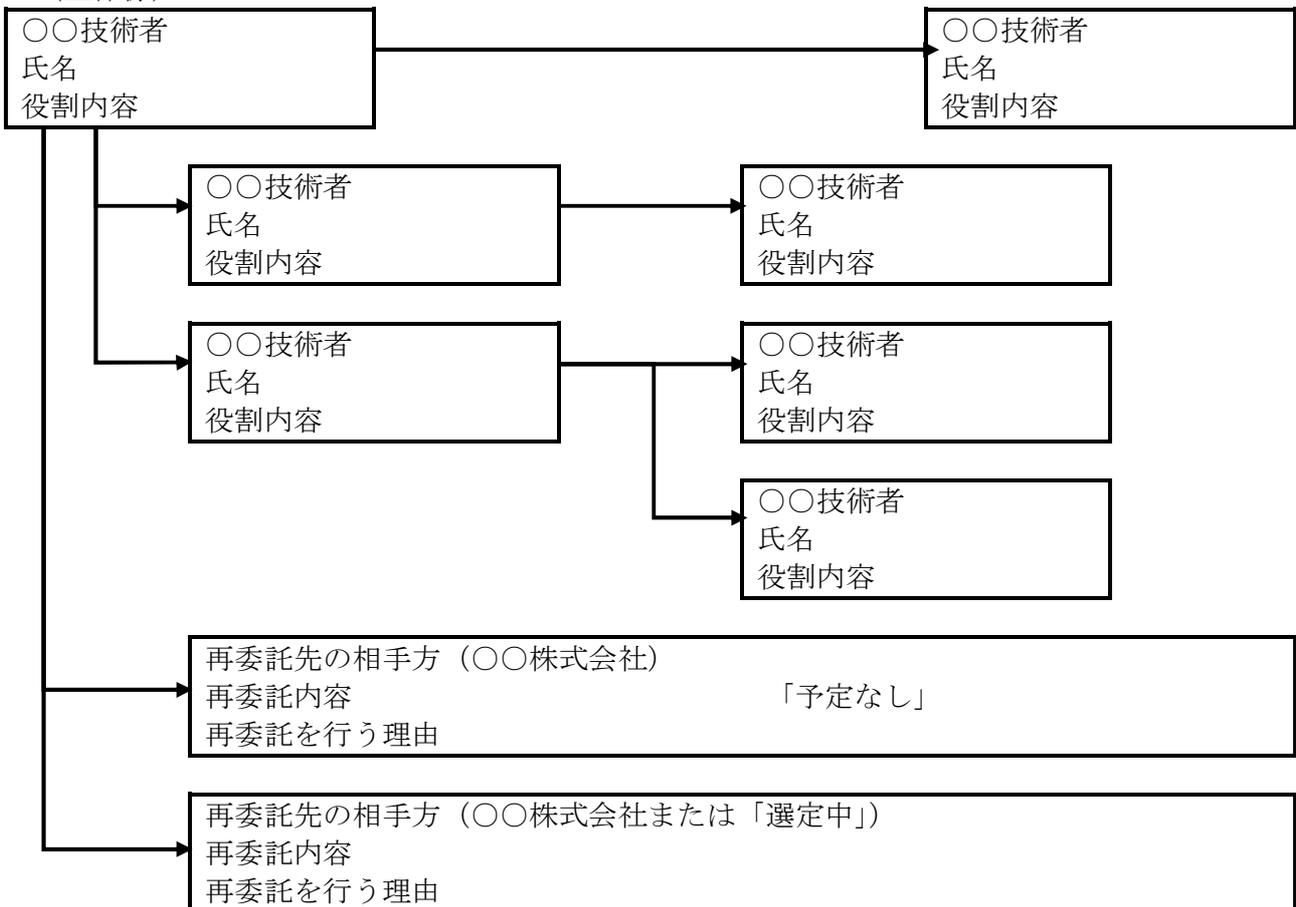 ○○技術者
氏名
役割内容
○○技術者
氏名
役割内容
○○技術者
氏名
役割内容
○○技術者
氏名
役割内容
○○技術者
氏名
役割内容
○○技術者
氏名
役割内容
○○技術者
氏名
役割内容
再委託先の相手方（○○株式会社）
再委託内容 「予定なし」
再委託を行う理由
再委託先の相手方（○○株式会社または「選定中」）
再委託内容
再委託を行う理由